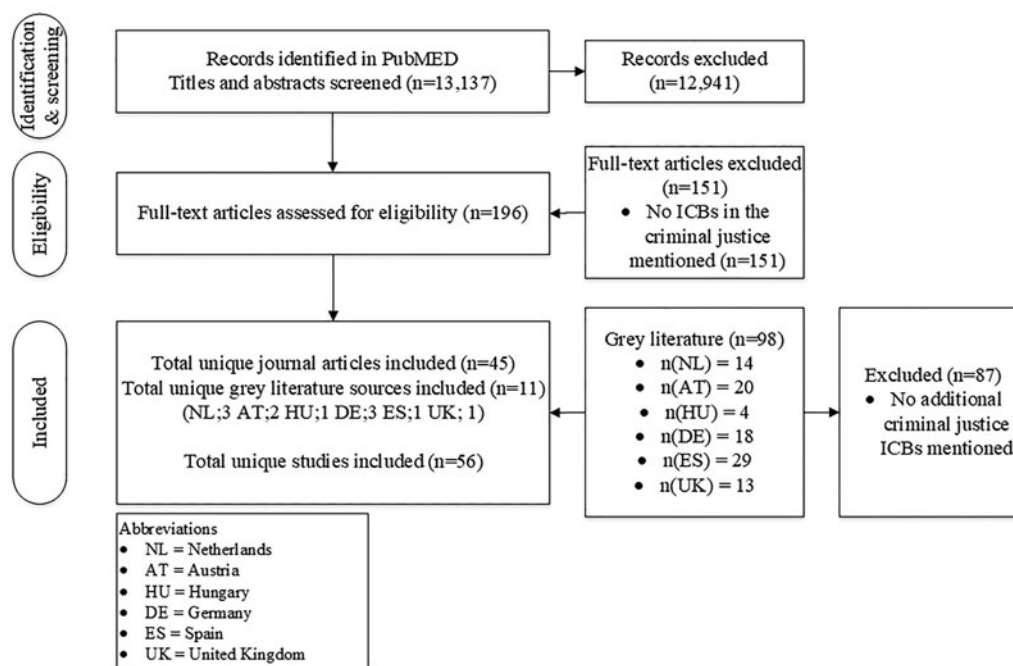 Identification
& screening
Records identified in PubMED
Titles and abstracts screened (n=13,137)
Records excluded
(n=12,941)
Eligibility
Full-text articles assessed for eligibility (n=196)
Full-text articles excluded
(n=151)
● No ICBs in the
criminal justice
mentioned (n=151)
Included
Total unique journal articles included (n=45)
Total unique grey literature sources included (n=11)
(NL;3 AT;2 HU;1 DE;3 ES;1 UK; 1)
Total unique studies included (n=56)
Grey literature (n=98)
● n(NL) = 14
● n(AT) = 20
● n(HU) = 4
● n(DE) = 18
● n(ES) = 29
● n(UK) = 13
Excluded (n=87)
● No additional
criminal justice
ICBs mentioned
Abbreviations
● NL = Netherlands
● AT = Austria
● HU = Hungary
● DE = Germany
● ES = Spain
● UK = United Kingdom